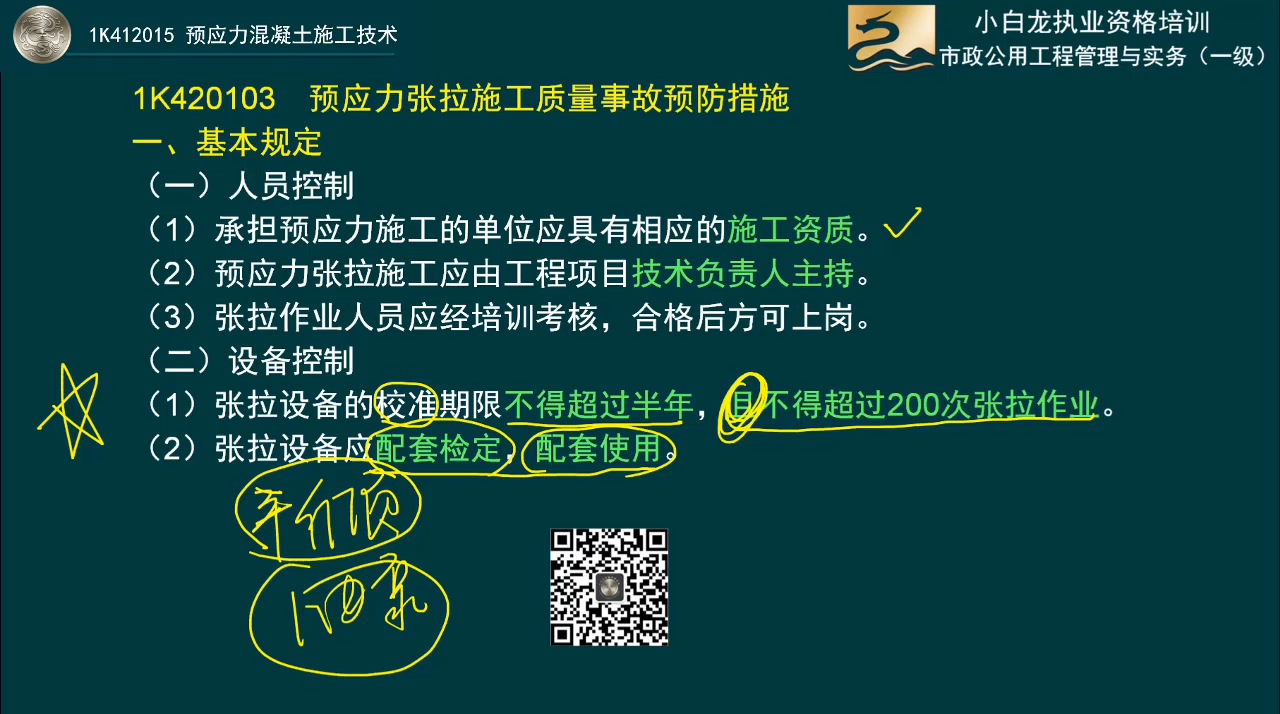 1K412015 预应力混凝土施工技术
小白龙执业资格培训
市政公用工程管理与实务（一级）
1K420103 预应力张拉施工质量事故预防措施
一、基本规定
（一）人员控制
（1）承担预应力施工的单位应具有相应的施工资质。
（2）预应力张拉施工应由工程项目技术负责人主持。
（3）张拉作业人员应经培训考核，合格后方可上岗。
（二）设备控制
（1）张拉设备的校准期限不得超过半年，且不得超过200次张拉作业。
（2）张拉设备应配套检定，配套使用。